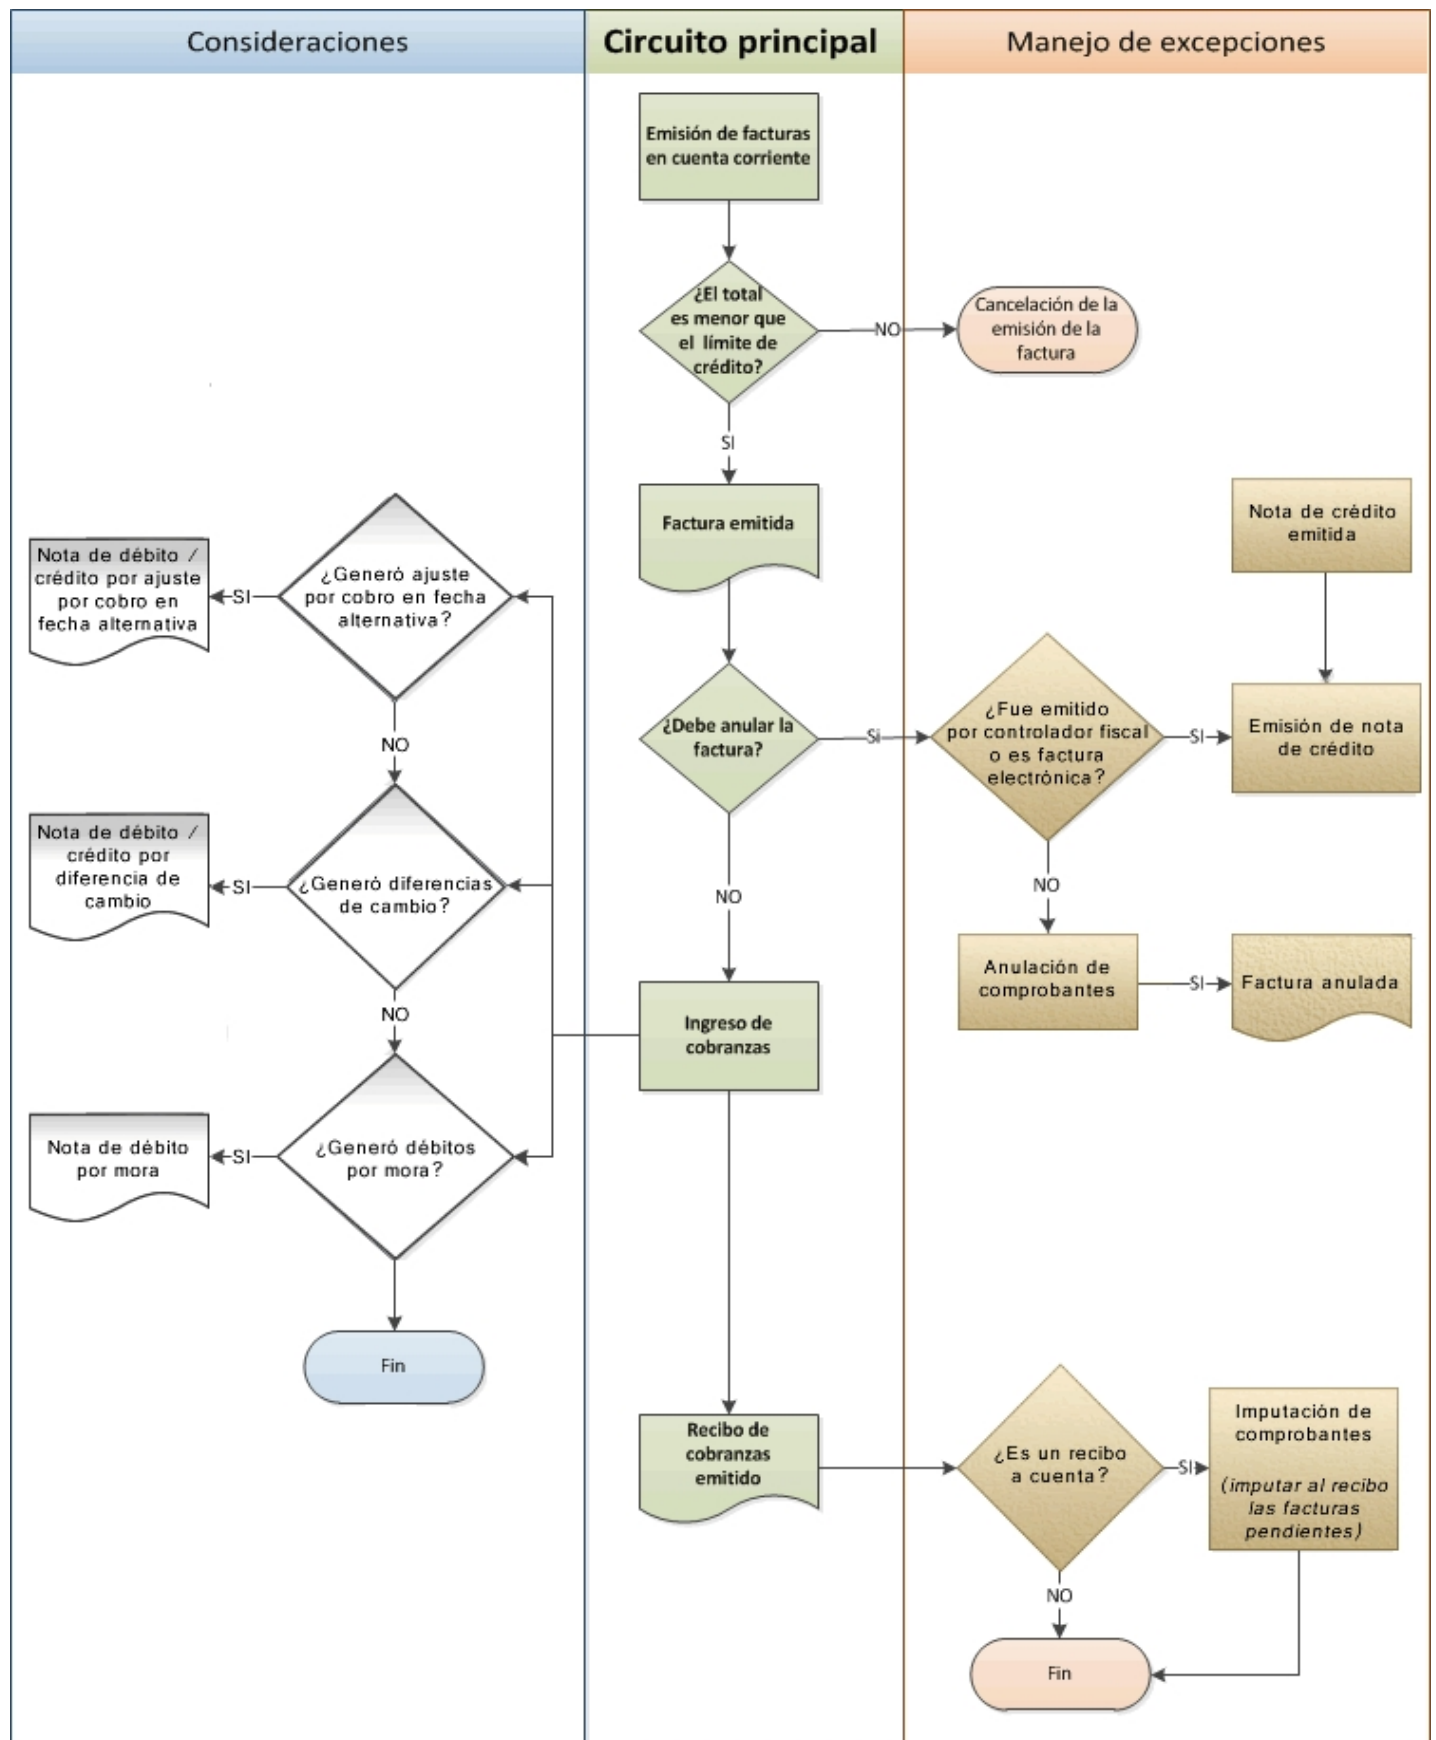 Consideraciones
Circuito principal
Manejo de excepciones
Emisión de facturas
en cuenta corriente
¿El total
es menor que
el límite de
crédito?
NO
Cancelación de la
emisión de la
factura
SI
Factura emitida
Nota de crédito
emitida
Nota de débito /
crédito por ajuste
por cobro en
fecha alternativa
SI
¿Generó ajuste
por cobro en fecha
alternativa?
NO
¿Debe anular la
factura?
Si
¿Fue emitido
por controlador fiscal
o es factura
electrónica?
SI
Emisión de nota
de crédito
Nota de débito /
crédito por
diferencia de
cambio
SI
¿Generó diferencias
de cambio?
NO
NO
NO
Anulación de
comprobantes
SI
Factura anulada
Ingreso de
cobranzas
Nota de débito
por mora
SI
¿Generó débitos
por mora?
Fin
Recibo de
cobranzas
emitido
¿Es un recibo
a cuenta?
SI
Imputación de
comprobantes
(imputar al recibo
las facturas
pendientes)
NO
Fin